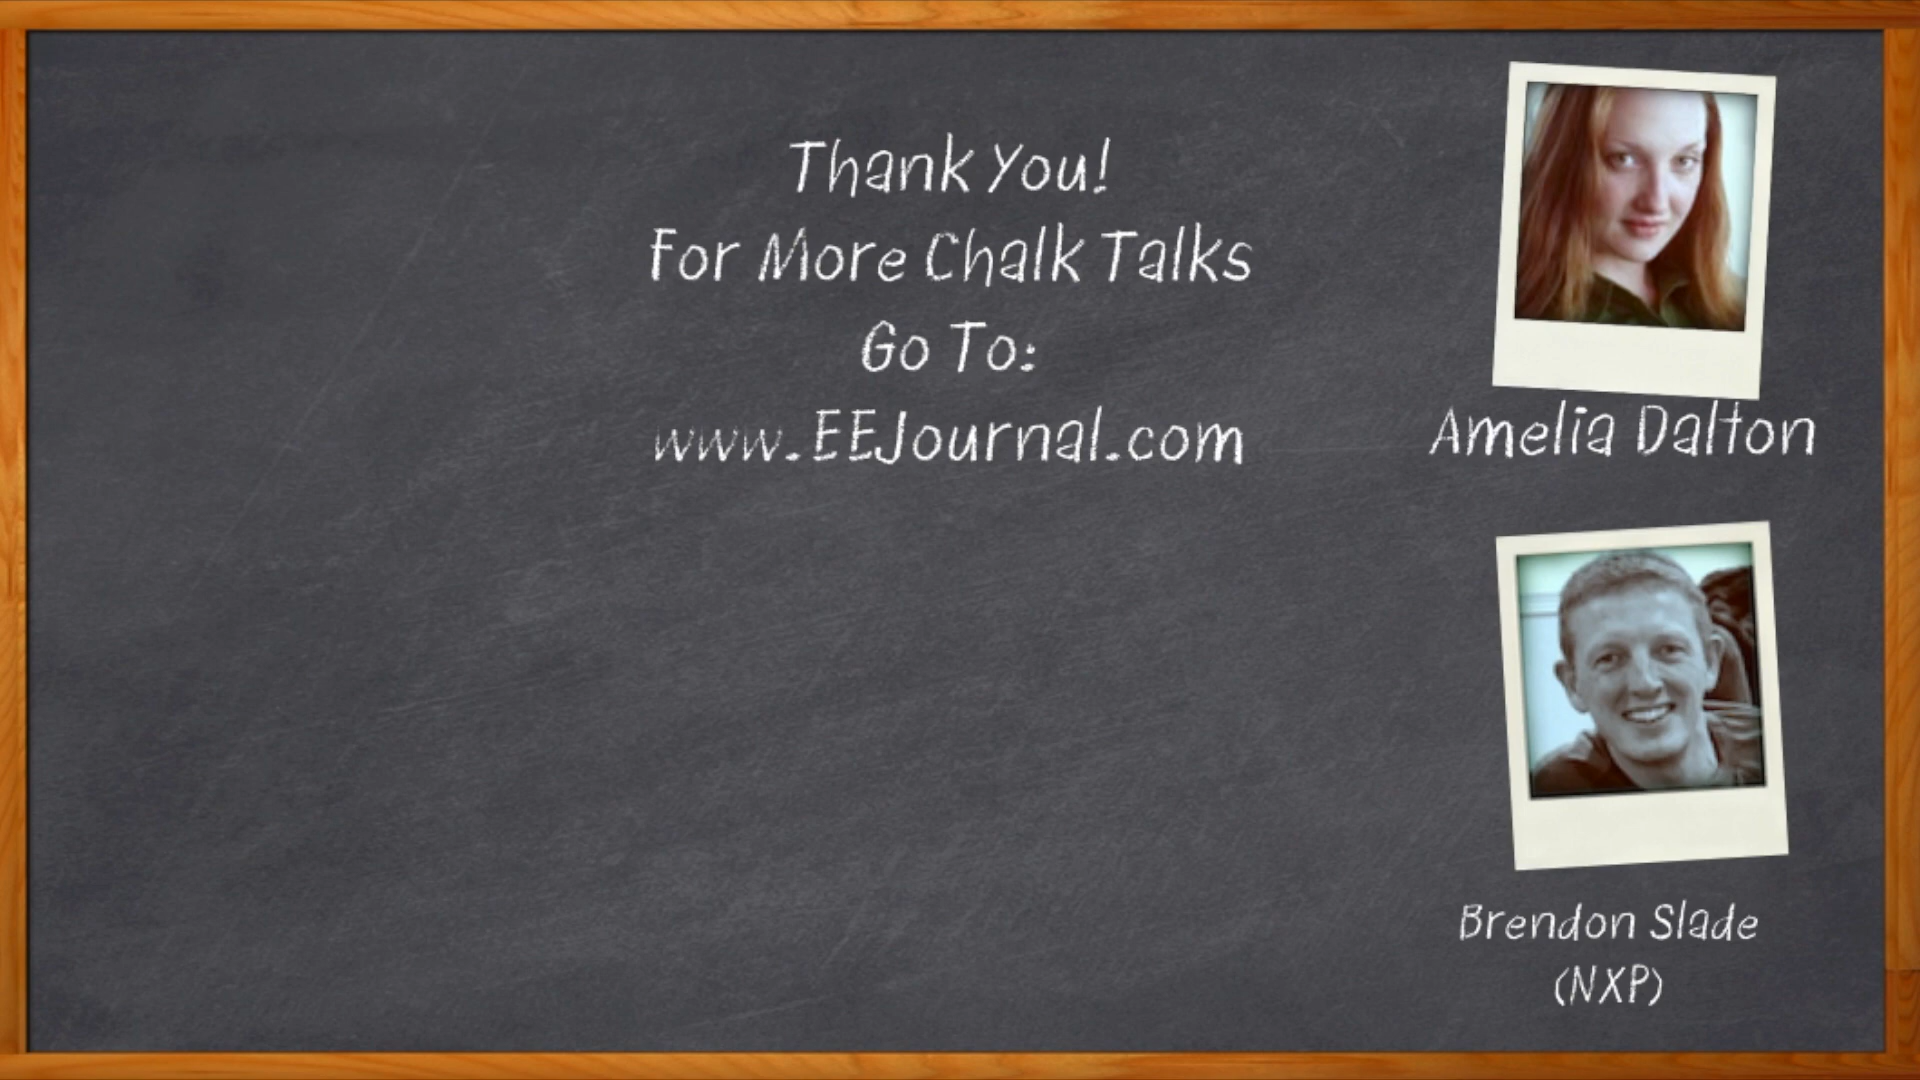 Thank You!
For More Chalk Talks
Go To:
www.EEJournal.com
Amelia Dalton
Brendon Slade
(NXP)